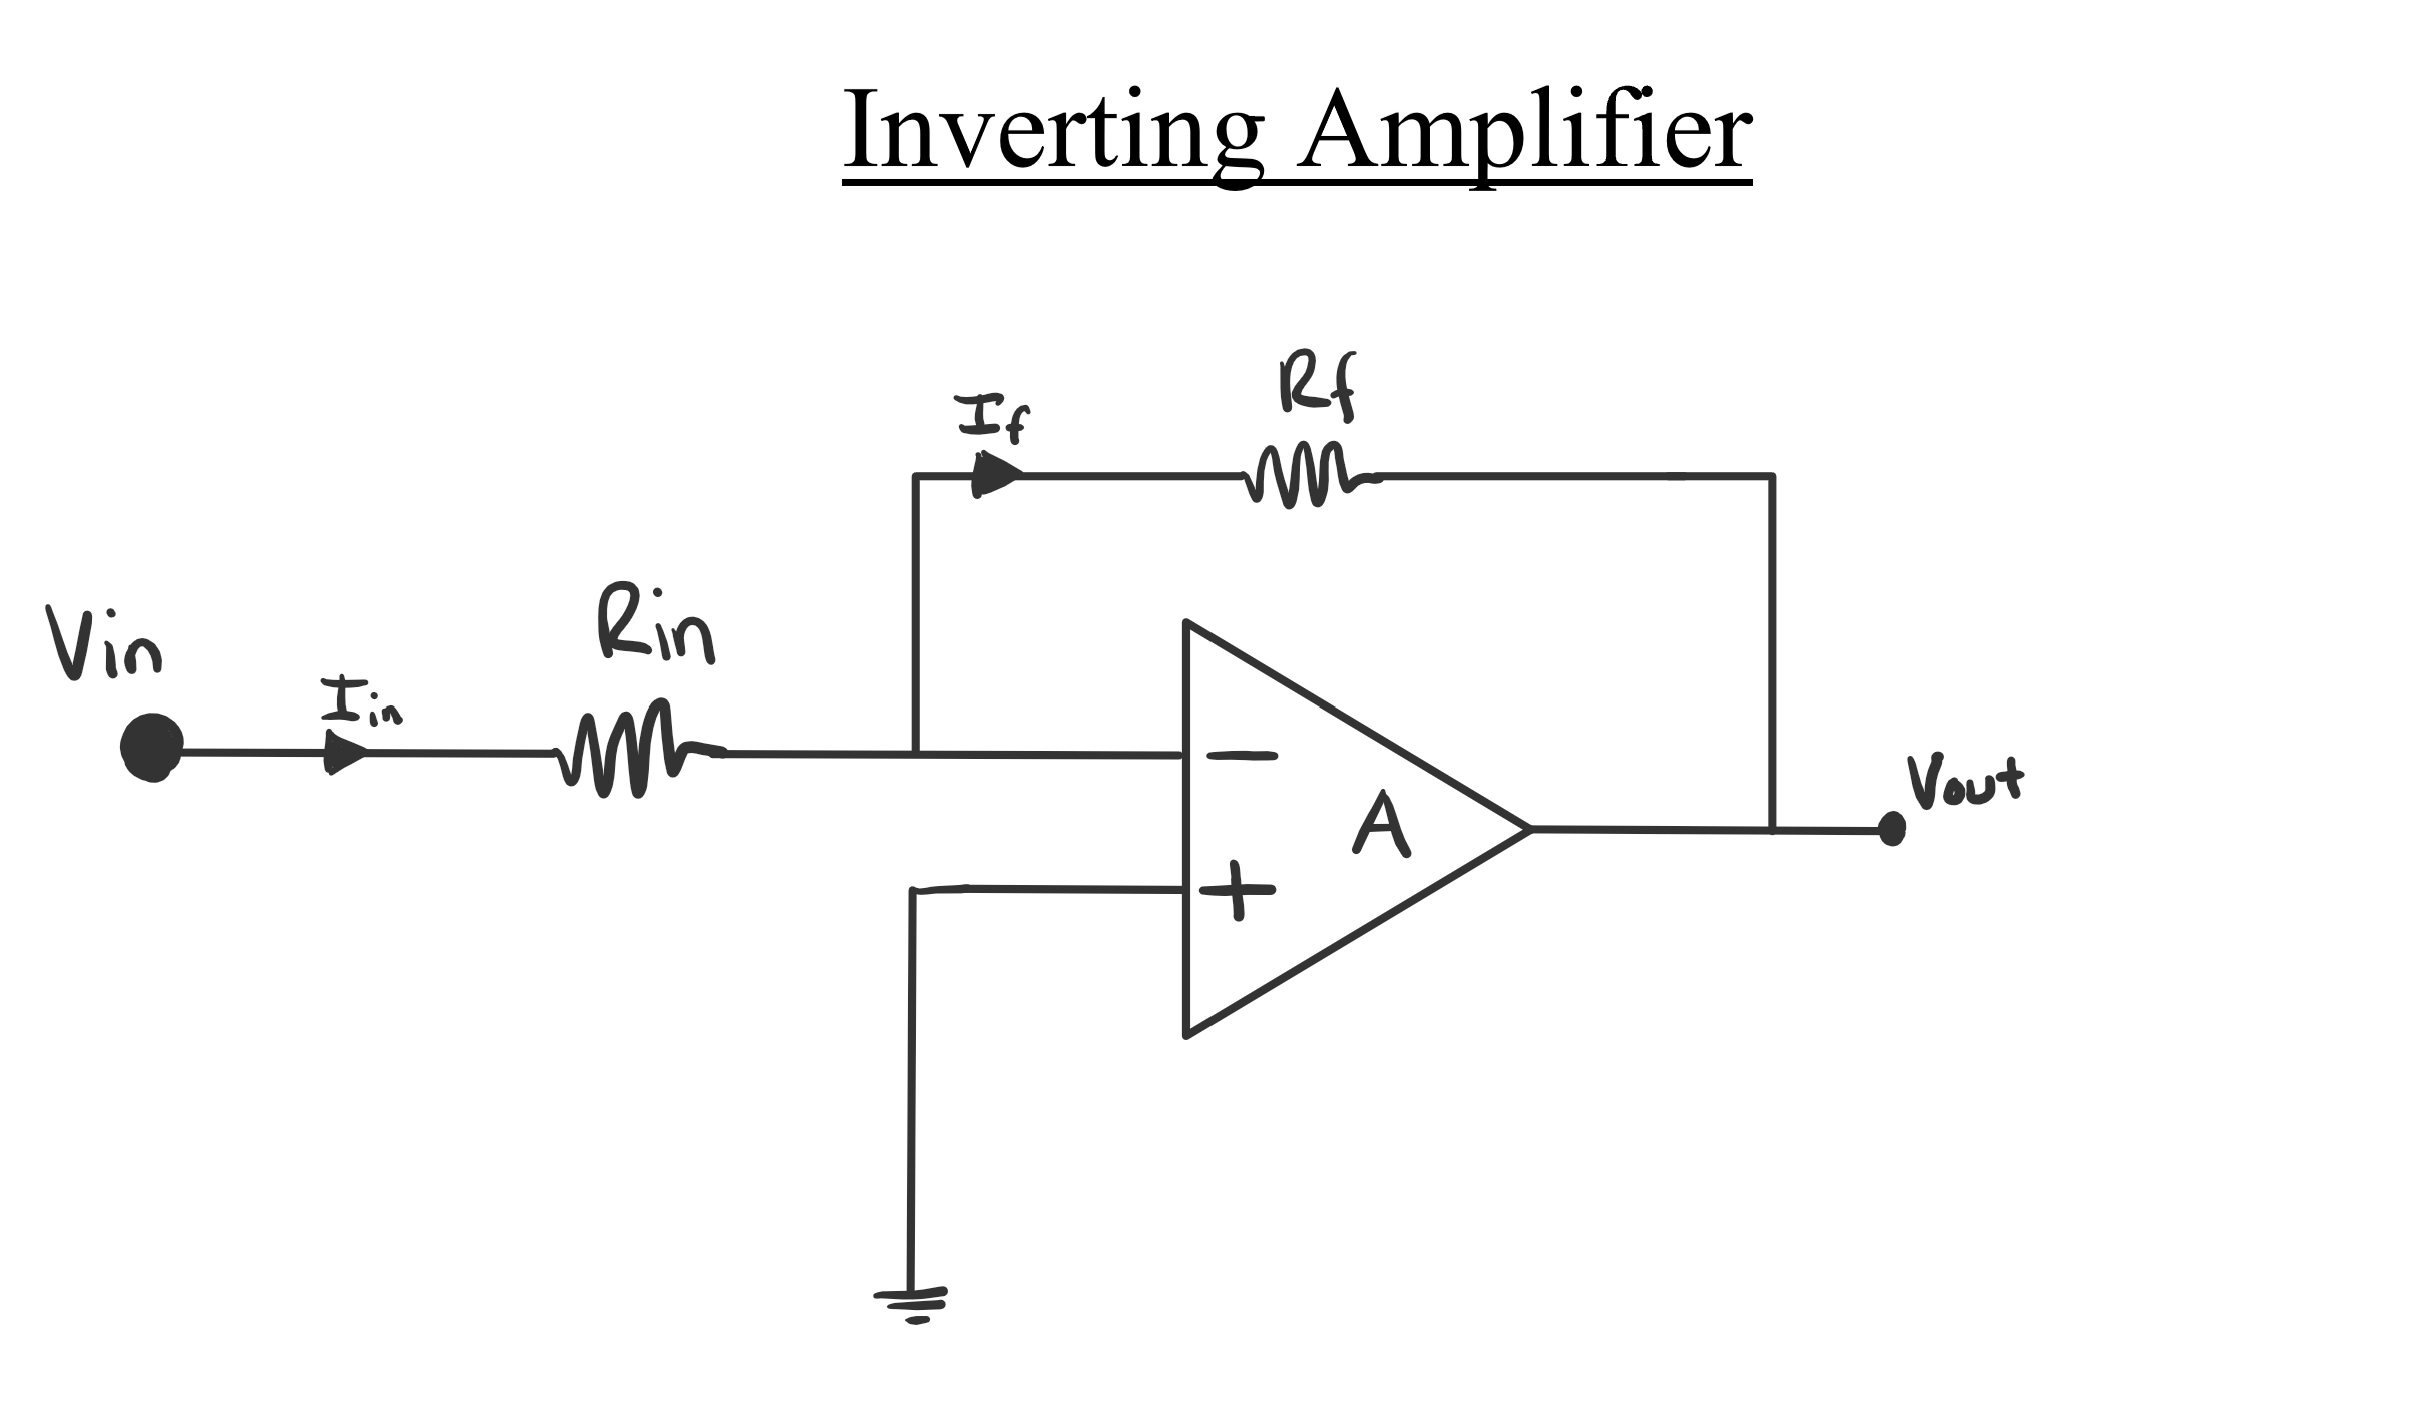 Inverting Amplifier
Rf
If
Rin
Vin
Iin
Vout
−
A
+